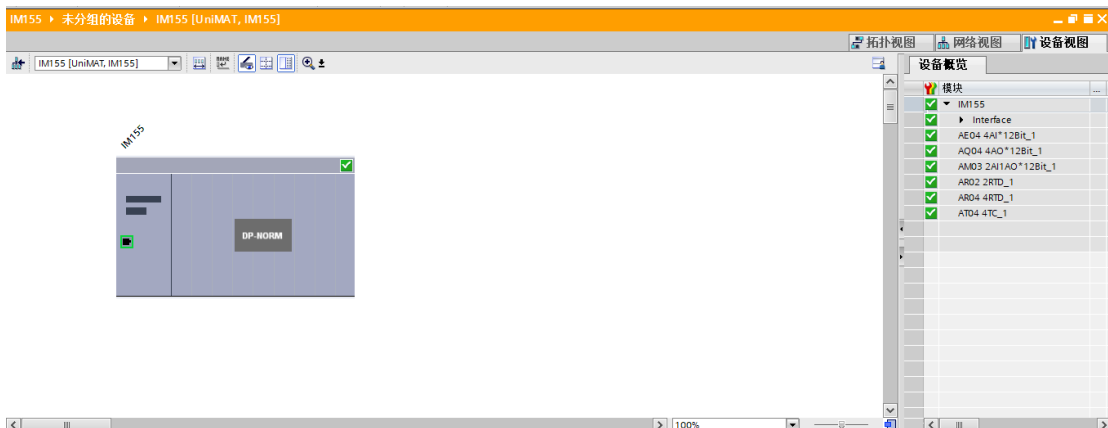 IM155 ▸ 未分组的设备 ▸ IM155 [UniMAT, IM155]
拓扑视图 网络视图 设备视图
IM155 [UniMAT, IM155]
设备概览
模块 ...
IM155
Interface
AE04 4AI*12Bit_1
AQ04 4AO*12Bit_1
AM03 2AI1AO*12Bit_1
AR02 2RTD_1
AR04 4RTD_1
AT04 4TC_1
IM155
DP-NORM
100%